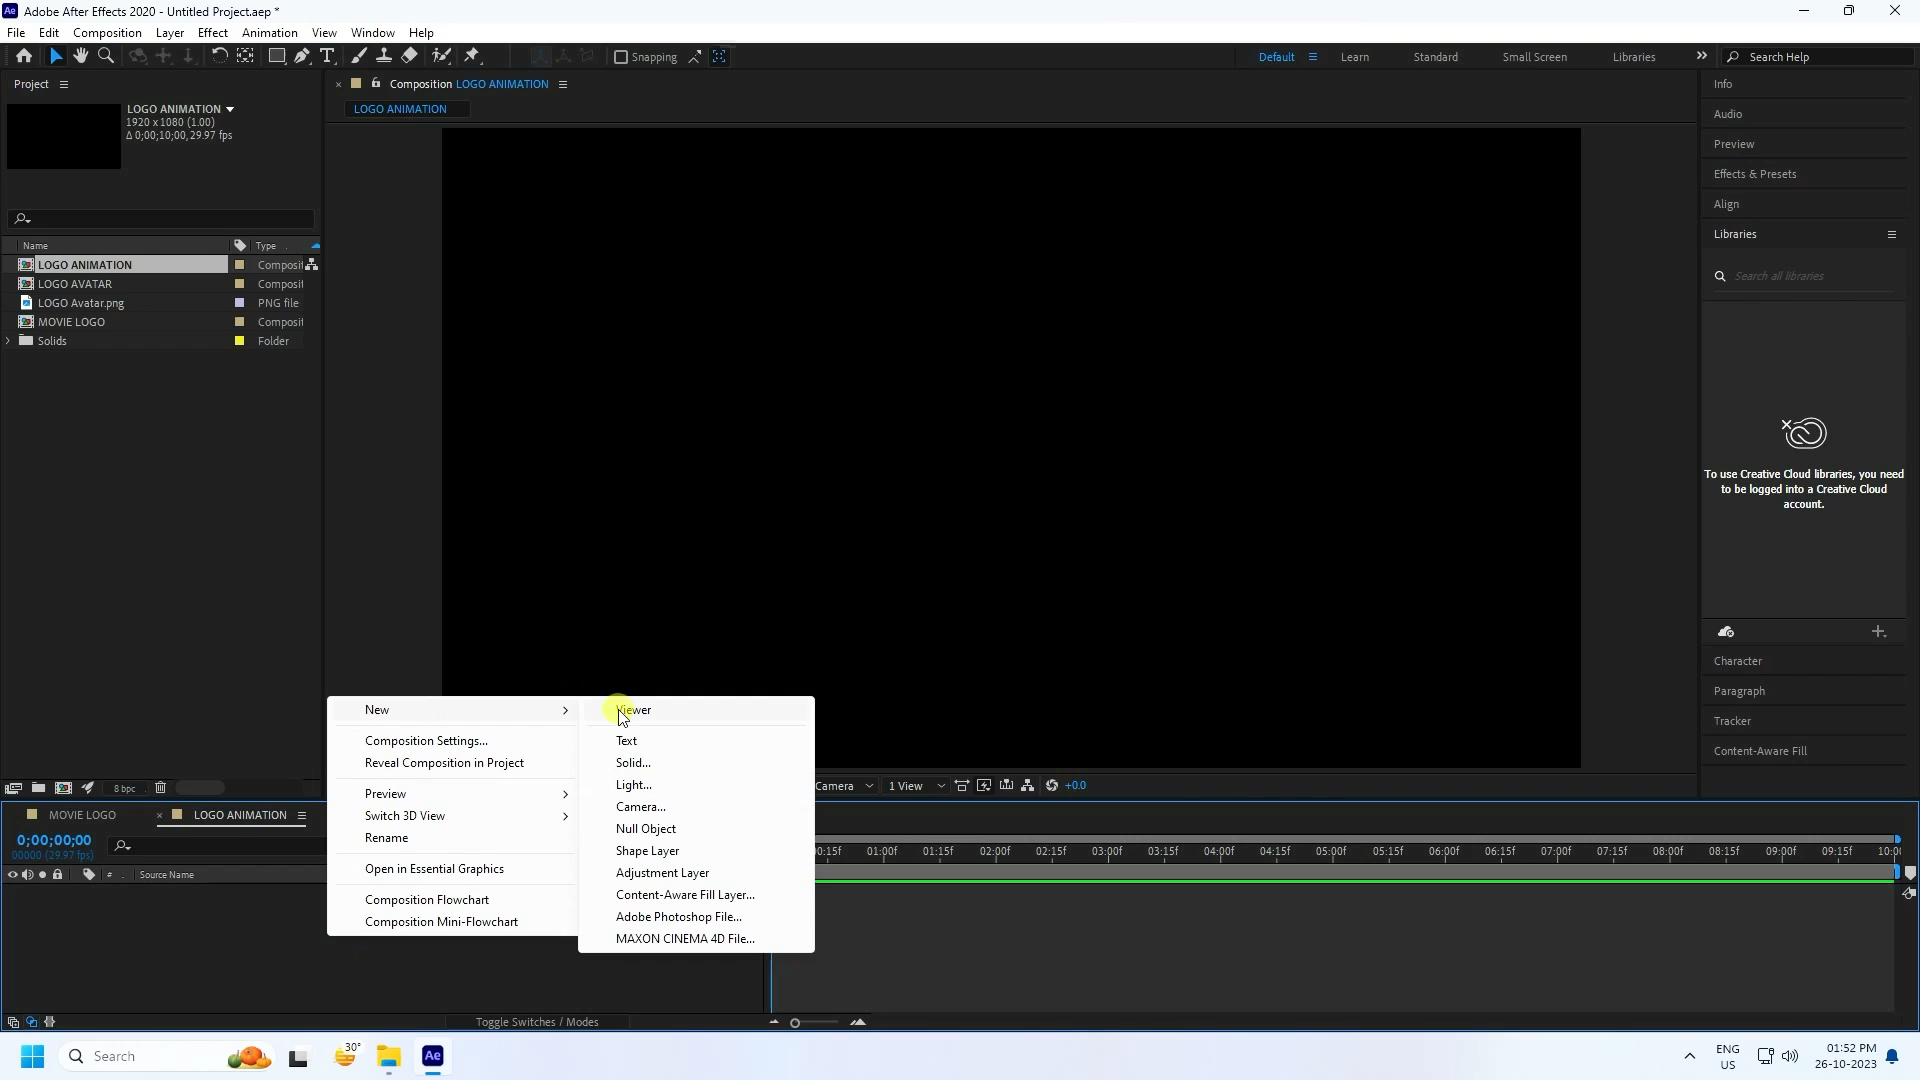 Adobe After Effects 2020 - Untitled Project.aep *
File Edit Composition Layer Effect Animation View Window Help
Snapping
Default Learn Standard Small Screen Libraries Search Help
Project
Composition LOGO ANIMATION
LOGO ANIMATION
LOGO ANIMATION
1920 x 1080 (1.00)
Δ 0;00;10;00, 29.97 fps
Name Type
LOGO ANIMATION Composit
LOGO AVATAR Composit
LOGO Avatar.png PNG file
MOVIE LOGO Composit
Solids Folder
Info
Audio
Preview
Effects & Presets
Align
Libraries
Search all libraries
To use Creative Cloud libraries, you need
to be logged into a Creative Cloud
account.
Character
Paragraph
Tracker
Content-Aware Fill
New
Composition Settings...
Reveal Composition in Project
Preview
Switch 3D View
Rename
Open in Essential Graphics
Composition Flowchart
Composition Mini-Flowchart
Viewer
Text
Solid...
Light...
Camera...
Null Object
Shape Layer
Adjustment Layer
Content-Aware Fill Layer...
Adobe Photoshop File...
MAXON CINEMA 4D File...
8 bpc
Camera 1 View +0.0
MOVIE LOGO LOGO ANIMATION
0;00;00;00
00000 (29.97 fps)
# Source Name
0:15f 01:00f 01:15f 02:00f 02:15f 03:00f 03:15f 04:00f 04:15f 05:00f 05:15f 06:00f 06:15f 07:00f 07:15f 08:00f 08:15f 09:00f 09:15f 10:0
Toggle Switches / Modes
Search
30°
Ae
ENG
US
01:52 PM
26-10-2023